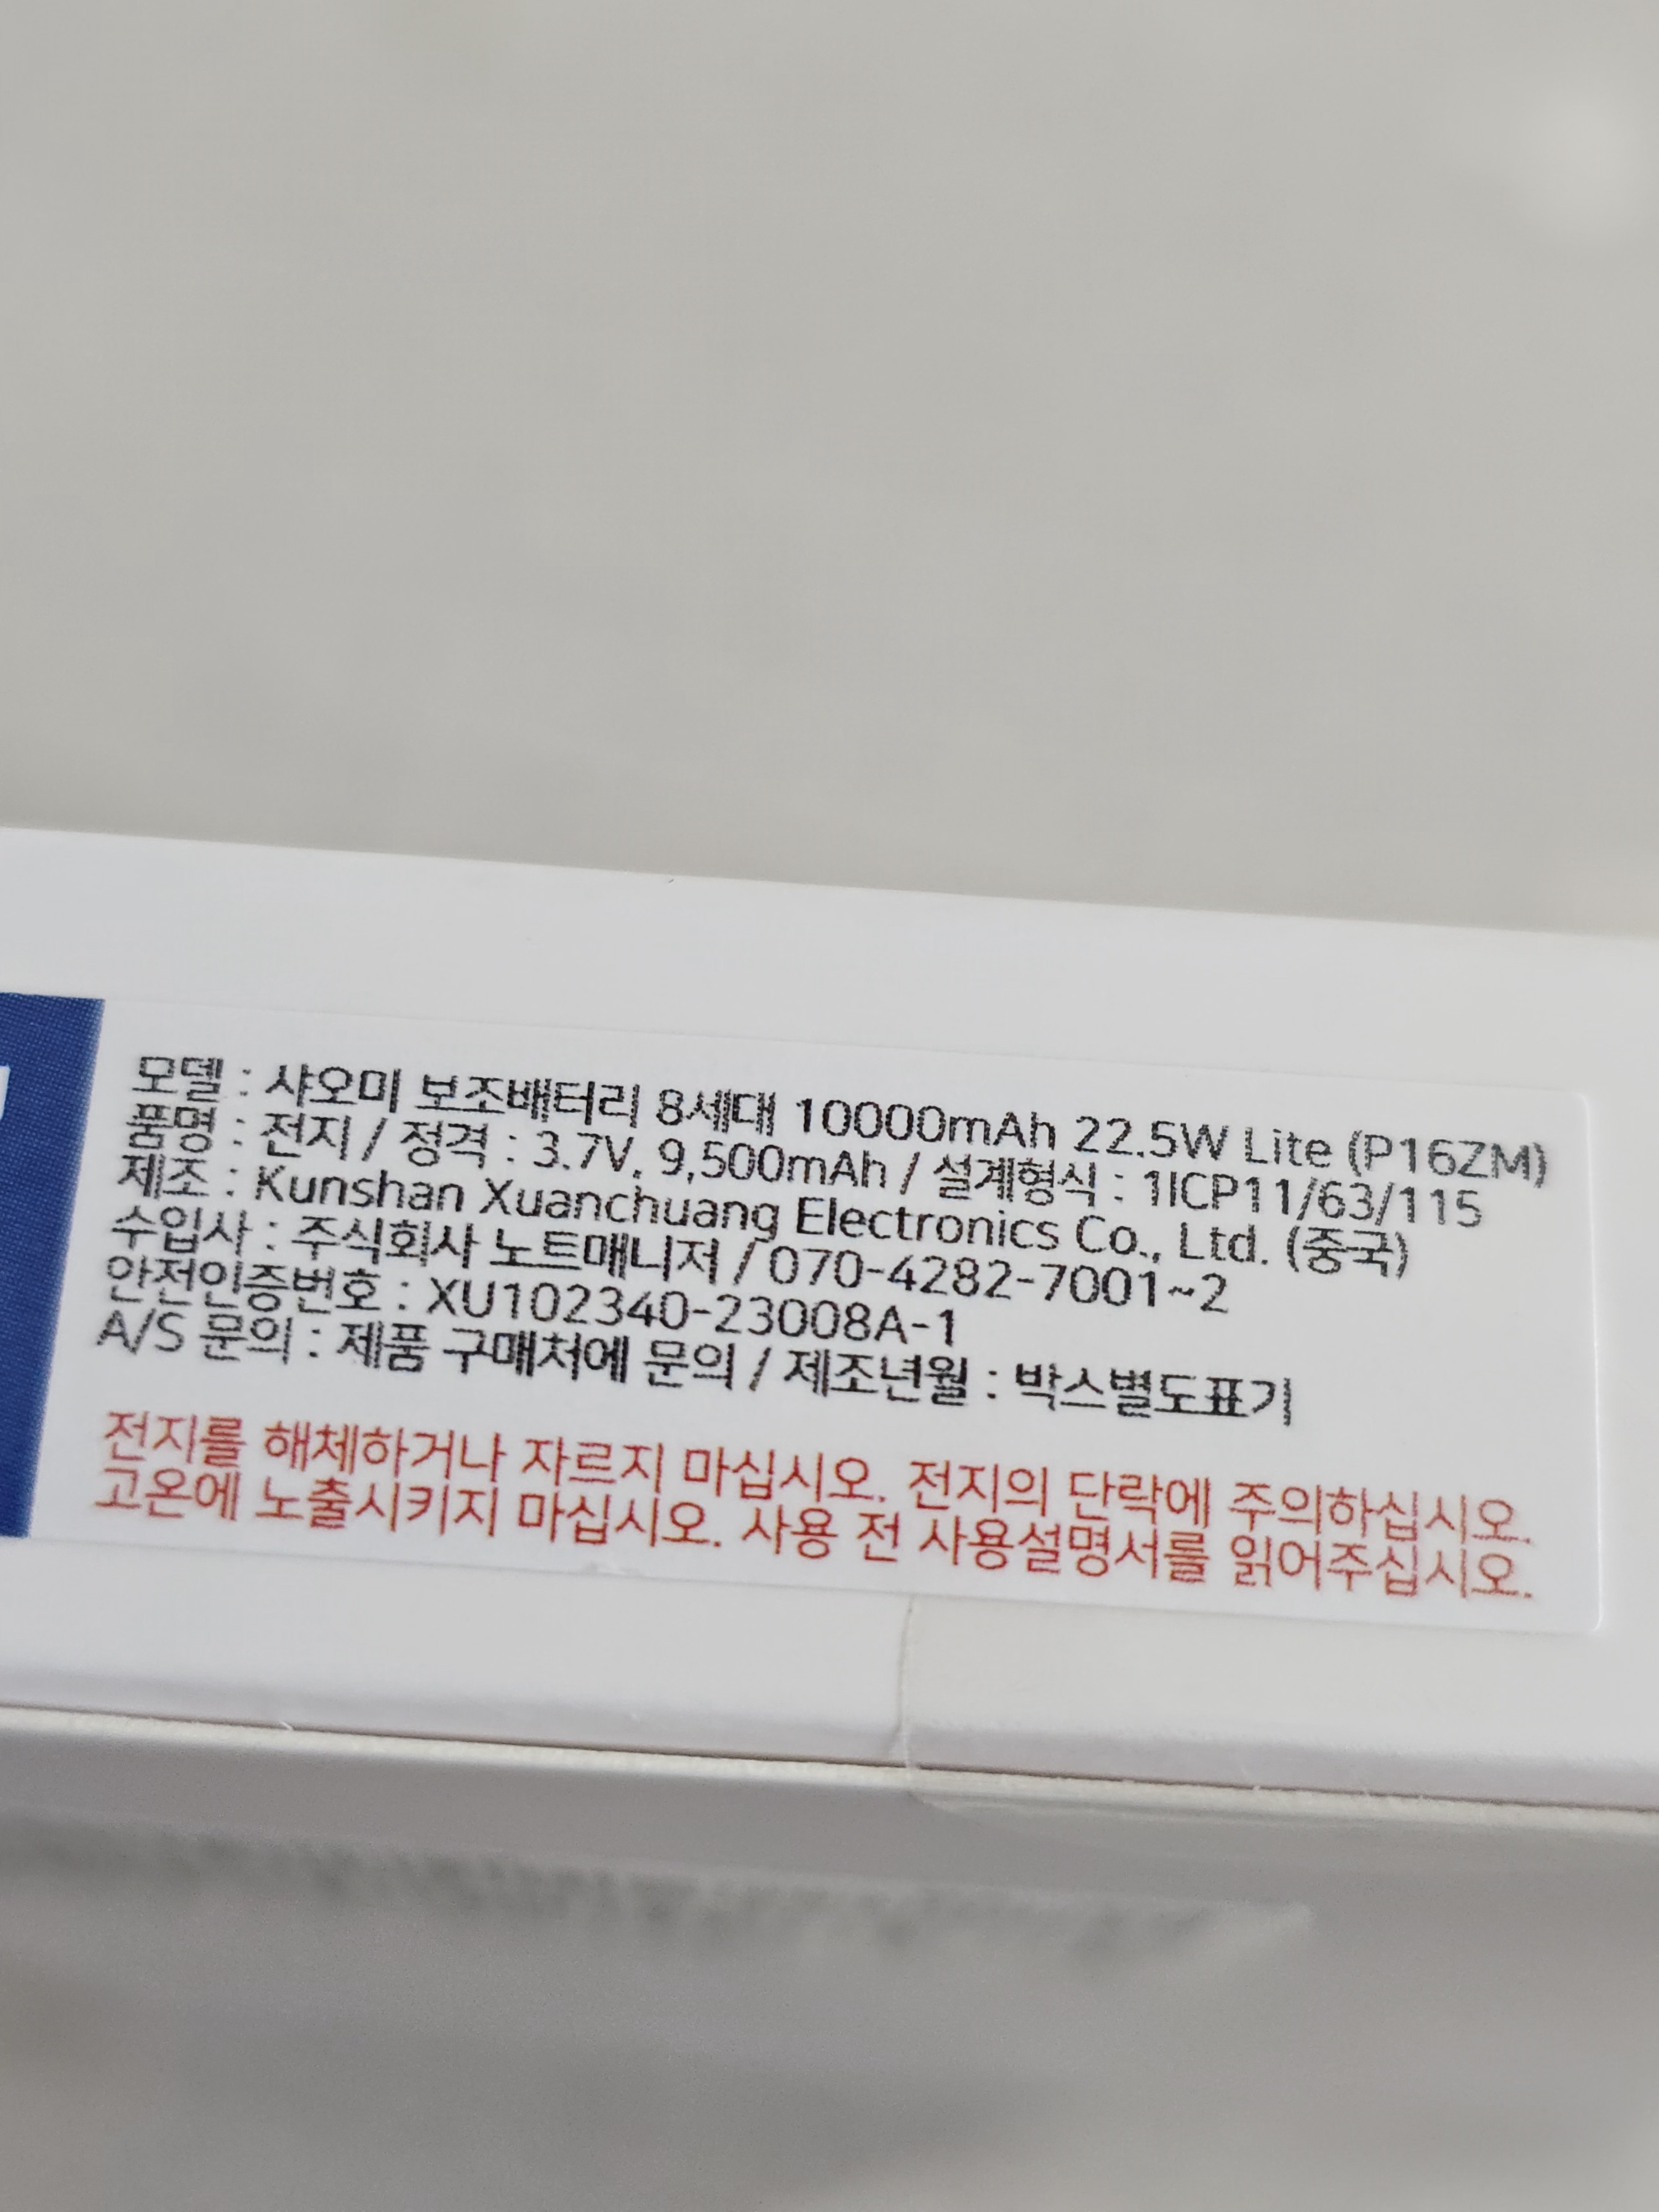 모델 : 샤오미 보조배터리 8세대 10000mAh 22.5W Lite (P16ZM)
품명 : 전지 / 정격 : 3.7V, 9,500mAh / 설계형식 : 1ICP11/63/115
제조 : Kunshan Xuanchuang Electronics Co., Ltd. (중국)
수입사 : 주식회사 노트매니저 / 070-4282-7001~2
안전인증번호 : XU102340-23008A-1
A/S 문의 : 제품 구매처에 문의 / 제조년월 : 박스별도표기
전지를 해체하거나 자르지 마십시오. 전지의 단락에 주의하십시오.
고온에 노출시키지 마십시오. 사용 전 사용설명서를 읽어주십시오.